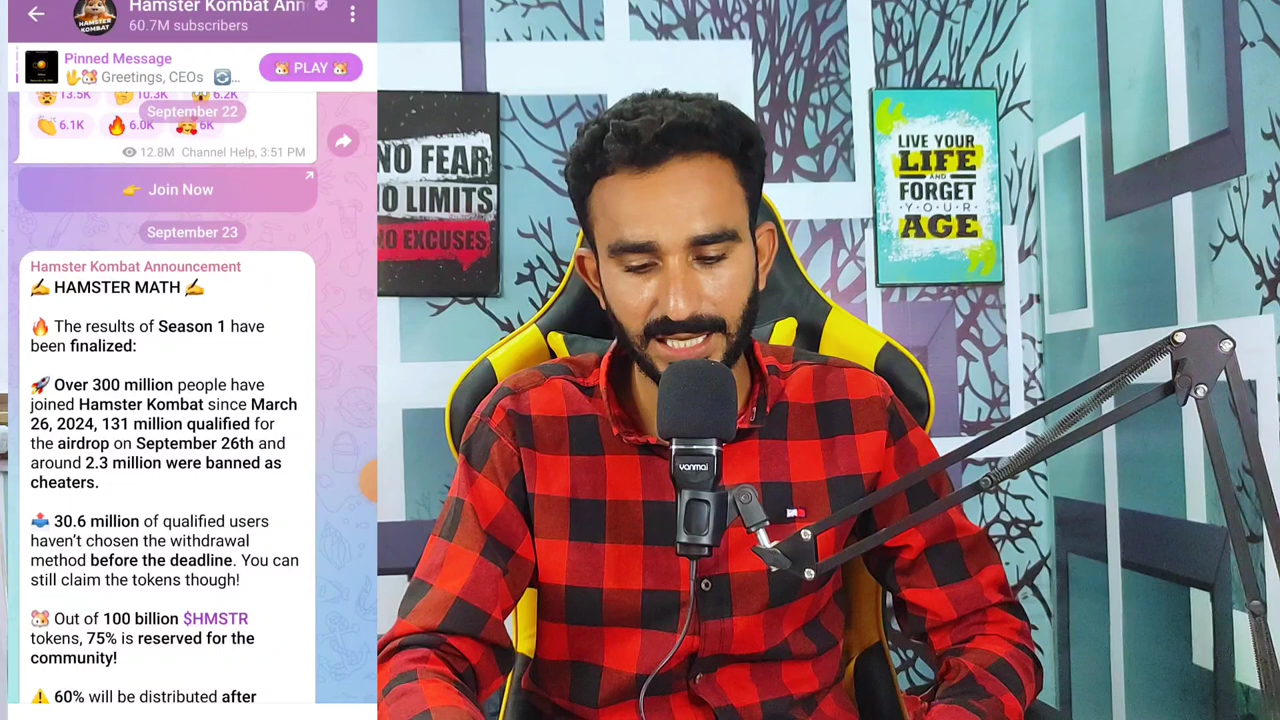 Hamster Kombat Ann
60.7M subscribers
HAMSTER KOMBAT
Pinned Message
🖖🐹 Greetings, CEOs 🔄...
🐹 PLAY 🐹
13.5K 10.3K 6.2K
September 22
6.1K 6.0K 6K
12.8M Channel Help, 3:51 PM
👉 Join Now
September 23
Hamster Kombat Announcement
✍️ HAMSTER MATH ✍️
🔥 The results of Season 1 have
been finalized:
🚀 Over 300 million people have
joined Hamster Kombat since March
26, 2024, 131 million qualified for
the airdrop on September 26th and
around 2.3 million were banned as
cheaters.
📤 30.6 million of qualified users
haven't chosen the withdrawal
method before the deadline. You can
still claim the tokens though!
🐹 Out of 100 billion $HMSTR
tokens, 75% is reserved for the
community!
⚠️ 60% will be distributed after
NO FEAR
NO LIMITS
NO EXCUSES
LIVE YOUR
LIFE
AND
FORGET
YOUR
AGE
vanmai